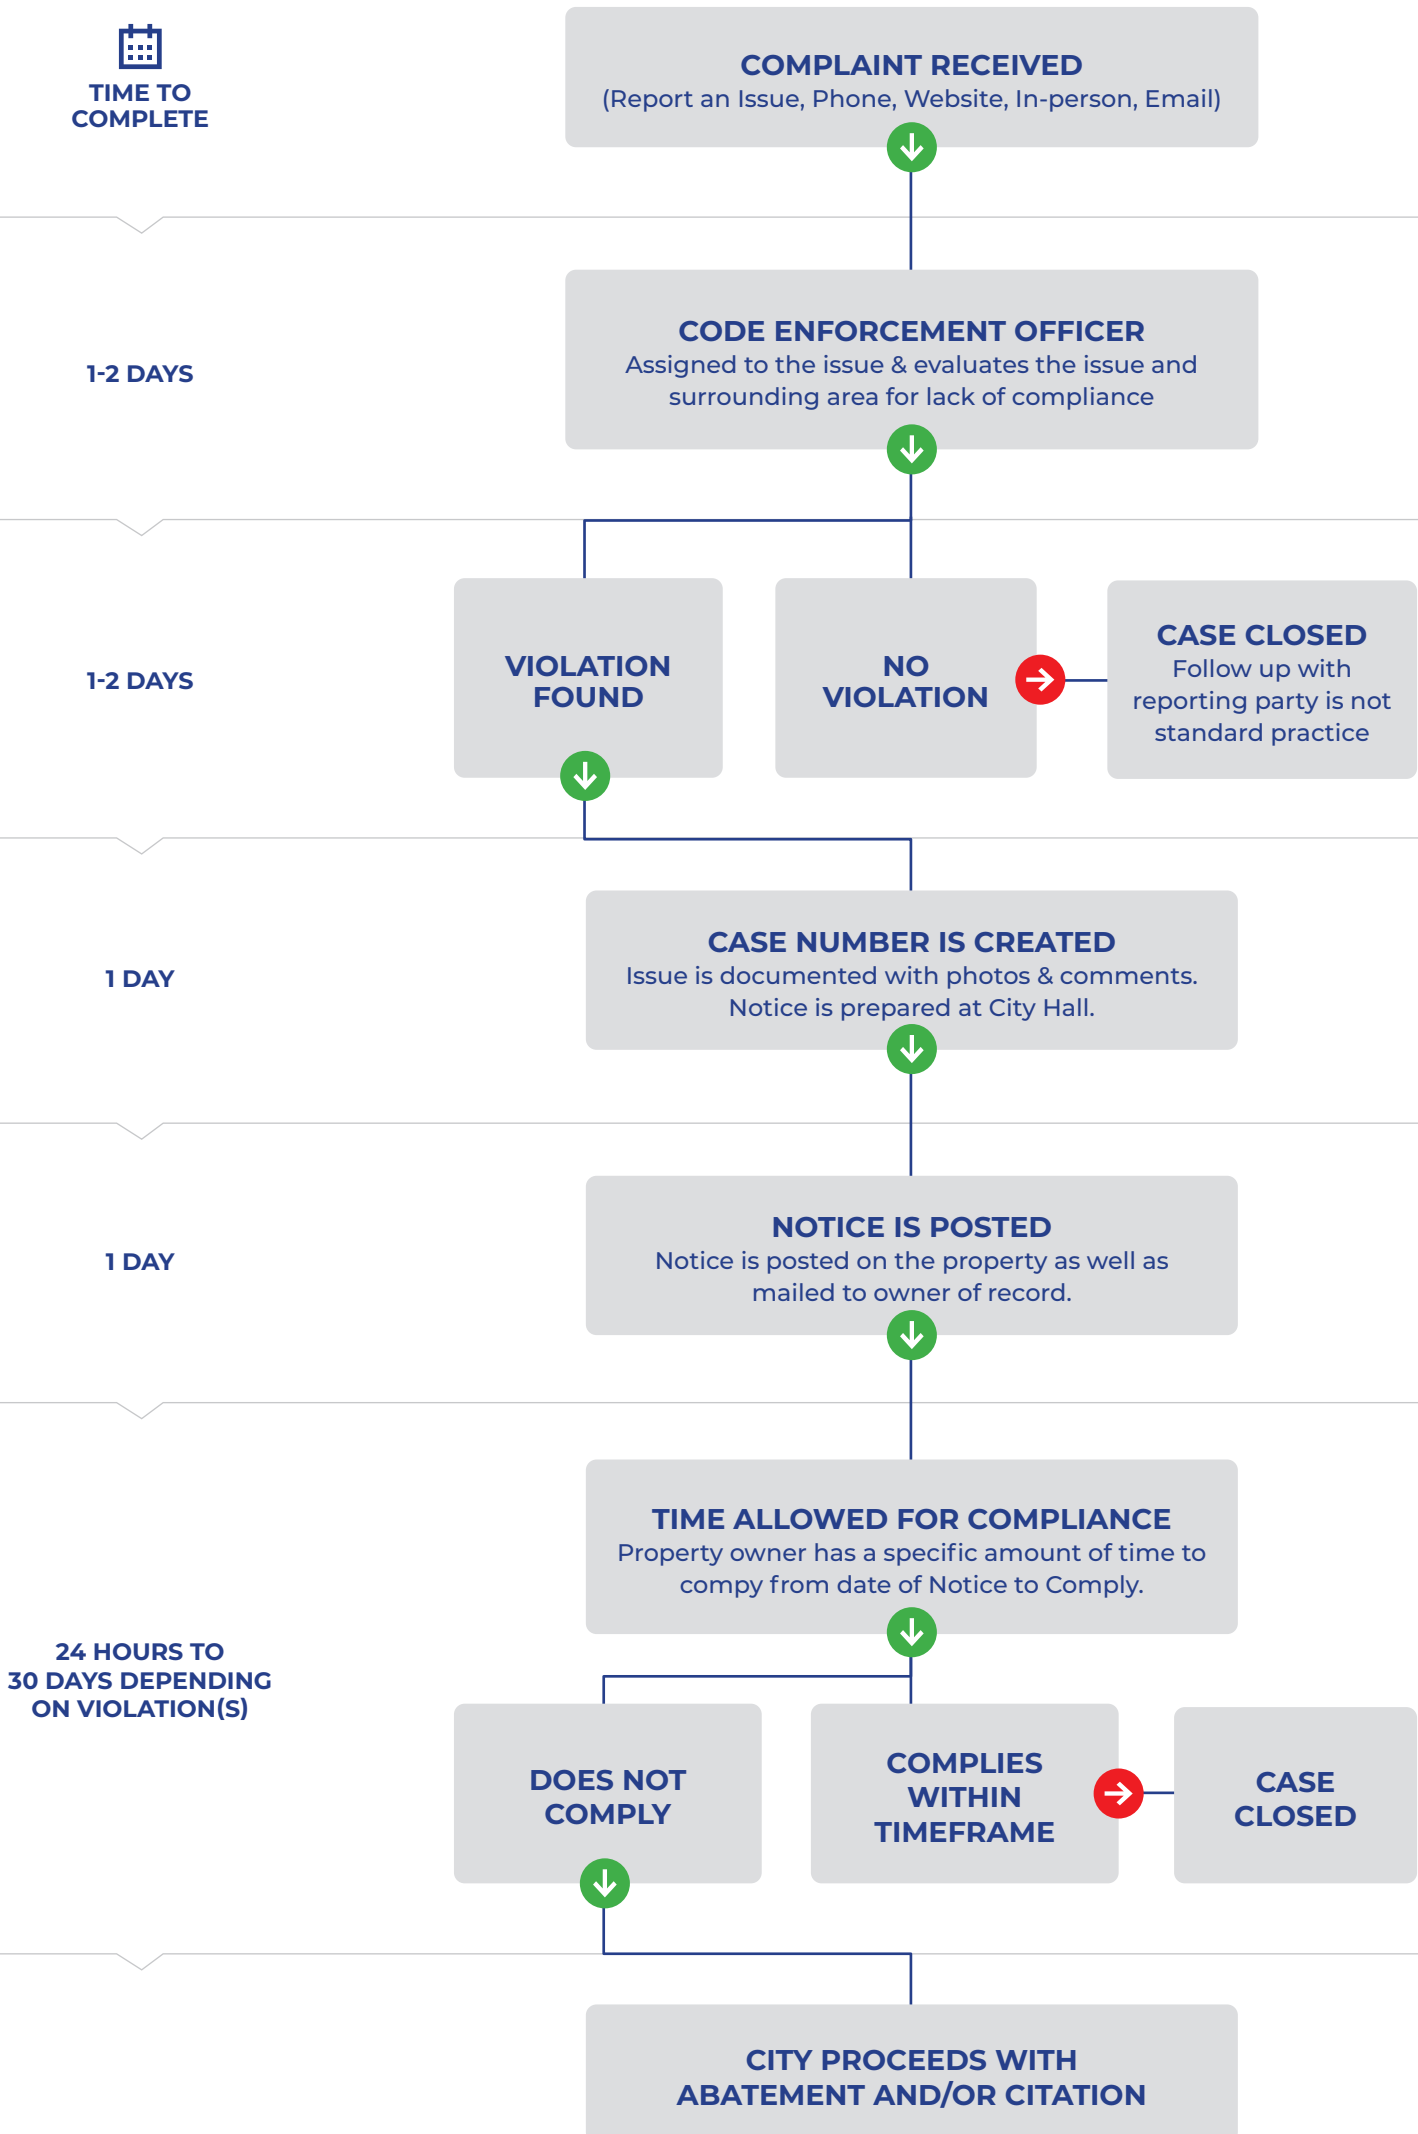 TIME TO
COMPLETE
COMPLAINT RECEIVED
(Report an Issue, Phone, Website, In-person, Email)
1-2 DAYS
CODE ENFORCEMENT OFFICER
Assigned to the issue & evaluates the issue and
surrounding area for lack of compliance
1-2 DAYS
VIOLATION
FOUND
NO
VIOLATION
CASE CLOSED
Follow up with
reporting party is not
standard practice
1 DAY
CASE NUMBER IS CREATED
Issue is documented with photos & comments.
Notice is prepared at City Hall.
1 DAY
NOTICE IS POSTED
Notice is posted on the property as well as
mailed to owner of record.
TIME ALLOWED FOR COMPLIANCE
Property owner has a specific amount of time to
compy from date of Notice to Comply.
24 HOURS TO
30 DAYS DEPENDING
ON VIOLATION(S)
DOES NOT
COMPLY
COMPLIES
WITHIN
TIMEFRAME
CASE
CLOSED
CITY PROCEEDS WITH
ABATEMENT AND/OR CITATION